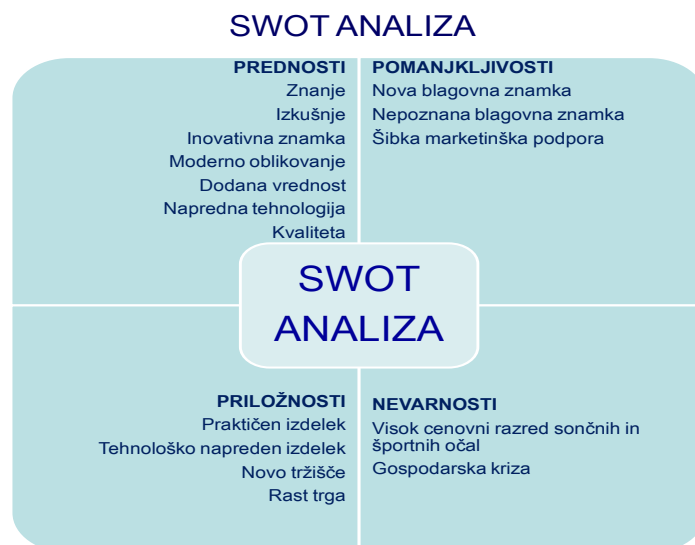 SWOT ANALIZA
PREDNOSTI
Znanje
Izkušnje
Inovativna znamka
Moderno oblikovanje
Dodana vrednost
Napredna tehnologija
Kvaliteta
POMANJKLJIVOSTI
Nova blagovna znamka
Nepoznana blagovna znamka
Šibka marketinška podpora
SWOT
ANALIZA
PRILOŽNOSTI
Praktičen izdelek
Tehnološko napreden izdelek
Novo tržišče
Rast trga
NEVARNOSTI
Visok cenovni razred sončnih in
športnih očal
Gospodarska kriza